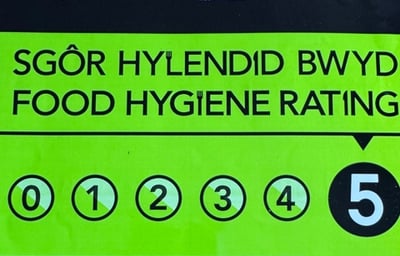 SGÔR HYLENDID BWYD
FOOD HYGIENE RATING
0 1 2 3 4 5